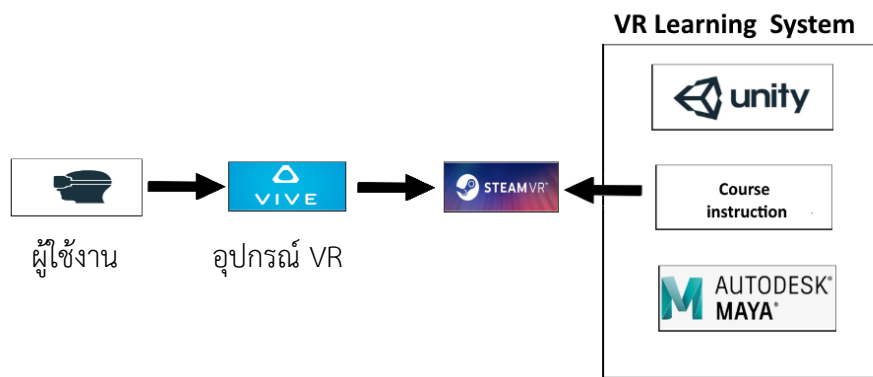 VR Learning System
unity
Course
instruction
AUTODESK®
MAYA®
VIVE
STEAMVR™
ผู้ใช้งาน
อุปกรณ์ VR